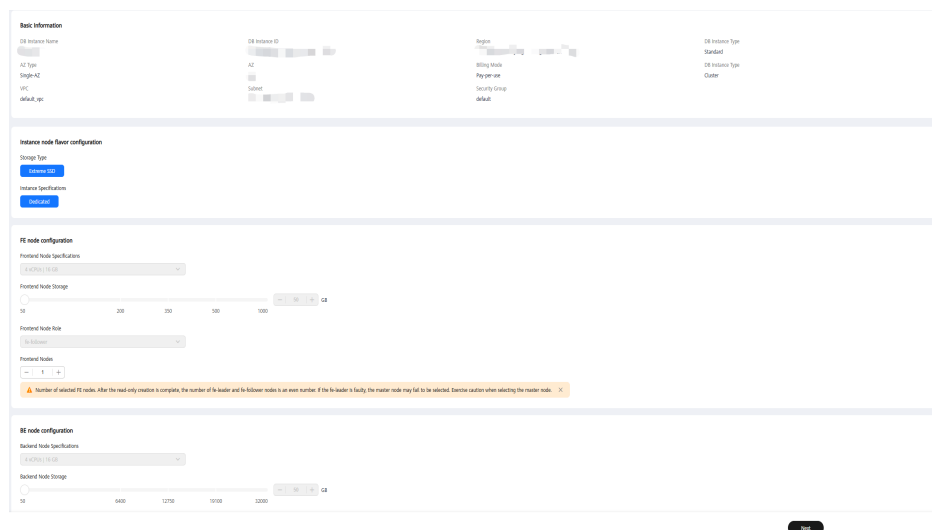 Basic Information
DB Instance Name DB Instance ID Region DB Instance Type
Standard
AZ Type AZ Billing Mode DB Instance Type
Single-AZ Pay-per-use Cluster
VPC Subnet Security Group
default_vpc default
Instance node flavor configuration
Storage Type
Extreme SSD
Instance Specifications
Dedicated
FE node configuration
Frontend Node Specifications
4 vCPUs | 16 GB
Frontend Node Storage
− 50 + GB
50 200 350 500 1000
Frontend Node Role
fe-follower
Frontend Nodes
− 1 +
Number of selected FE nodes. After the read-only creation is complete, the number of fe-leader and fe-follower nodes is an even number. If the fe-leader is faulty, the master node may fail to be selected. Exercise caution when selecting the master node.
BE node configuration
Backend Node Specifications
4 vCPUs | 16 GB
Backend Node Storage
− 50 + GB
50 6400 12750 19100 32000
Next